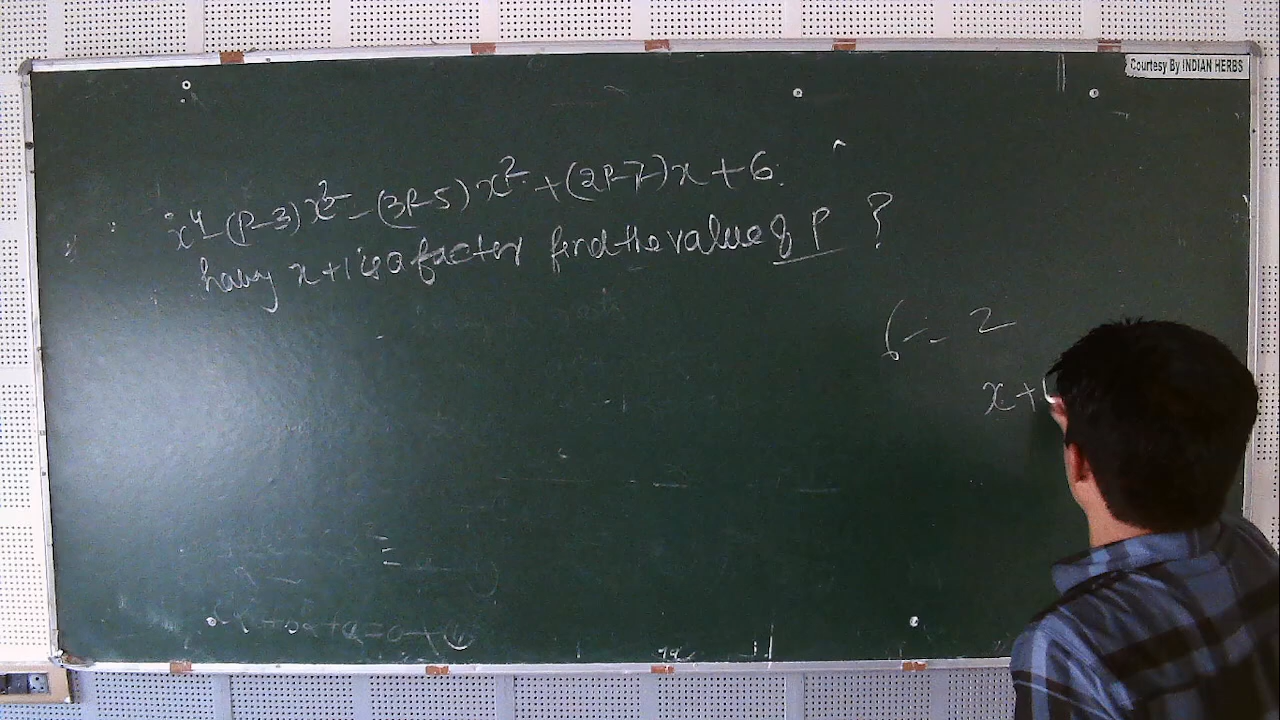 Courtesy By INDIAN HERBS
x⁴-(P-3)x³-(3P-5)x²+(2P-7)x+6.
having x+1 is a factor find the value of P ?
6 = 2
x+